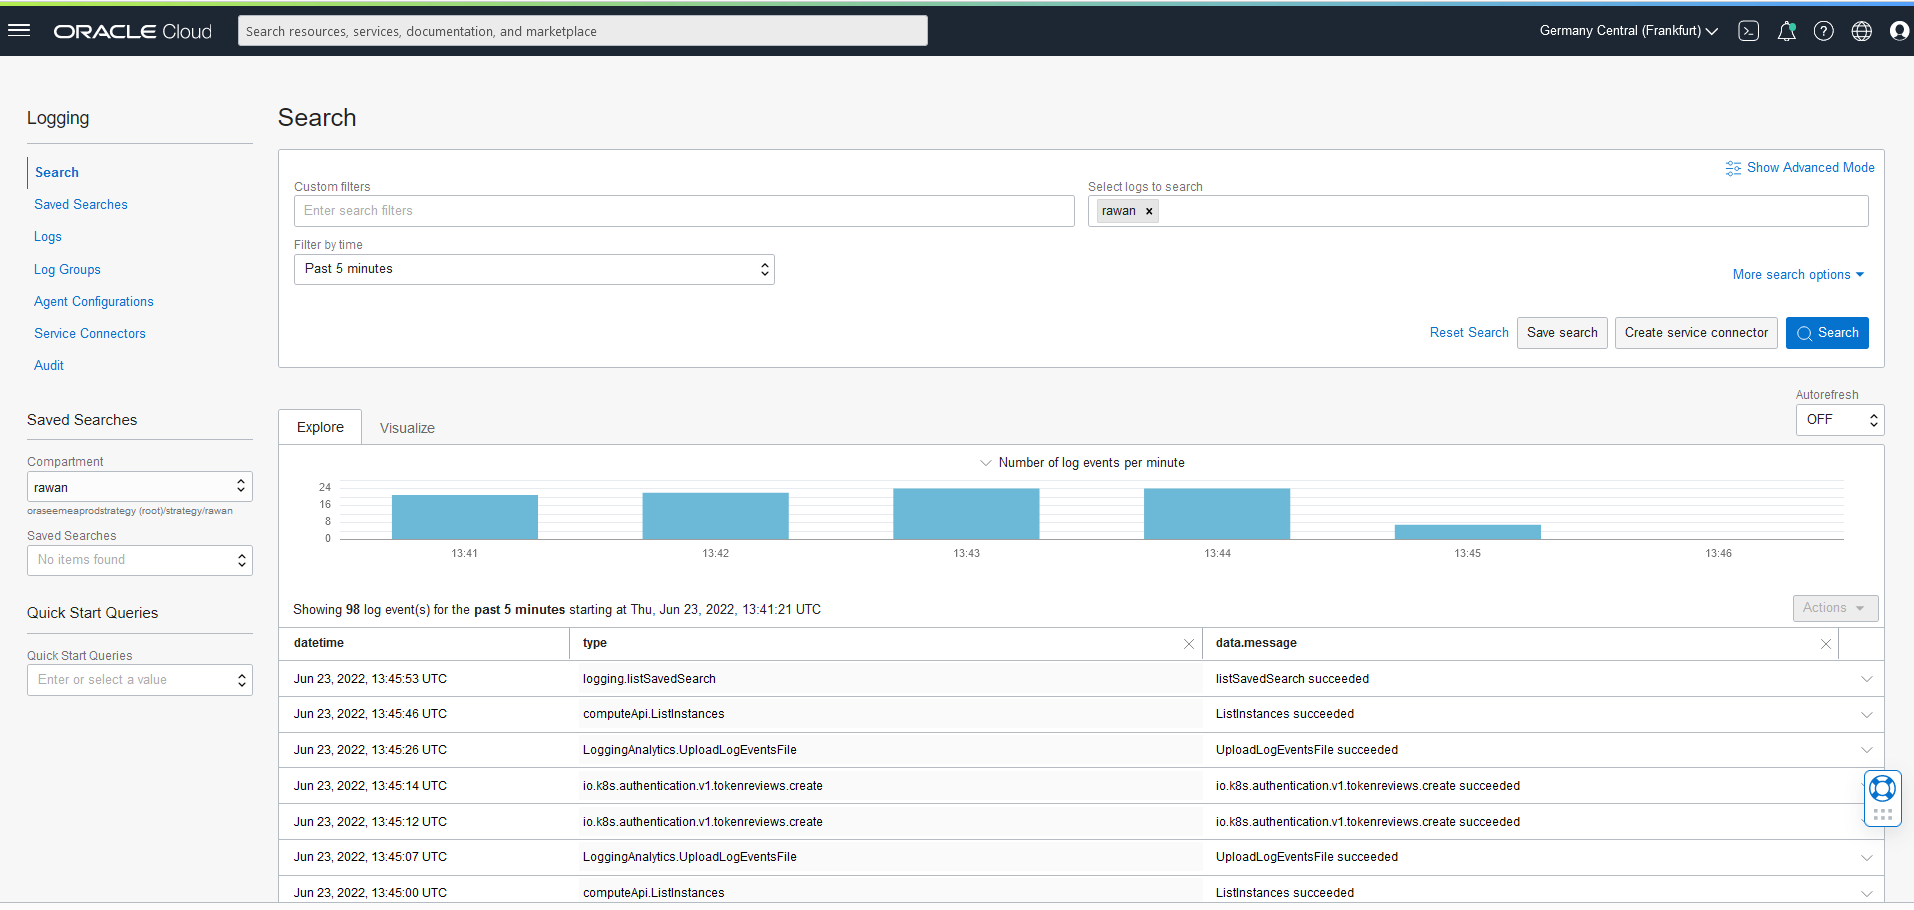 ORACLE Cloud
Search resources, services, documentation, and marketplace
Germany Central (Frankfurt)
Logging
Search
Saved Searches
Logs
Log Groups
Agent Configurations
Service Connectors
Audit
Saved Searches
Compartment
rawan
oraseemeaprodstrategy (root)/strategy/rawan
Saved Searches
No items found
Quick Start Queries
Quick Start Queries
Enter or select a value
Search
Show Advanced Mode
Custom filters
Enter search filters
Select logs to search
rawan ×
Filter by time
Past 5 minutes
More search options
Reset Search Save search Create service connector Search
Autorefresh
OFF
Explore Visualize
Number of log events per minute
24
16
8
0
13:41 13:42 13:43 13:44 13:45 13:46
Showing 98 log event(s) for the past 5 minutes starting at Thu, Jun 23, 2022, 13:41:21 UTC
Actions
datetime type data.message
Jun 23, 2022, 13:45:53 UTC logging.listSavedSearch listSavedSearch succeeded
Jun 23, 2022, 13:45:46 UTC computeApi.ListInstances ListInstances succeeded
Jun 23, 2022, 13:45:26 UTC LoggingAnalytics.UploadLogEventsFile UploadLogEventsFile succeeded
Jun 23, 2022, 13:45:14 UTC io.k8s.authentication.v1.tokenreviews.create io.k8s.authentication.v1.tokenreviews.create succeeded
Jun 23, 2022, 13:45:12 UTC io.k8s.authentication.v1.tokenreviews.create io.k8s.authentication.v1.tokenreviews.create succeeded
Jun 23, 2022, 13:45:07 UTC LoggingAnalytics.UploadLogEventsFile UploadLogEventsFile succeeded
Jun 23, 2022, 13:45:00 UTC computeApi.ListInstances ListInstances succeeded